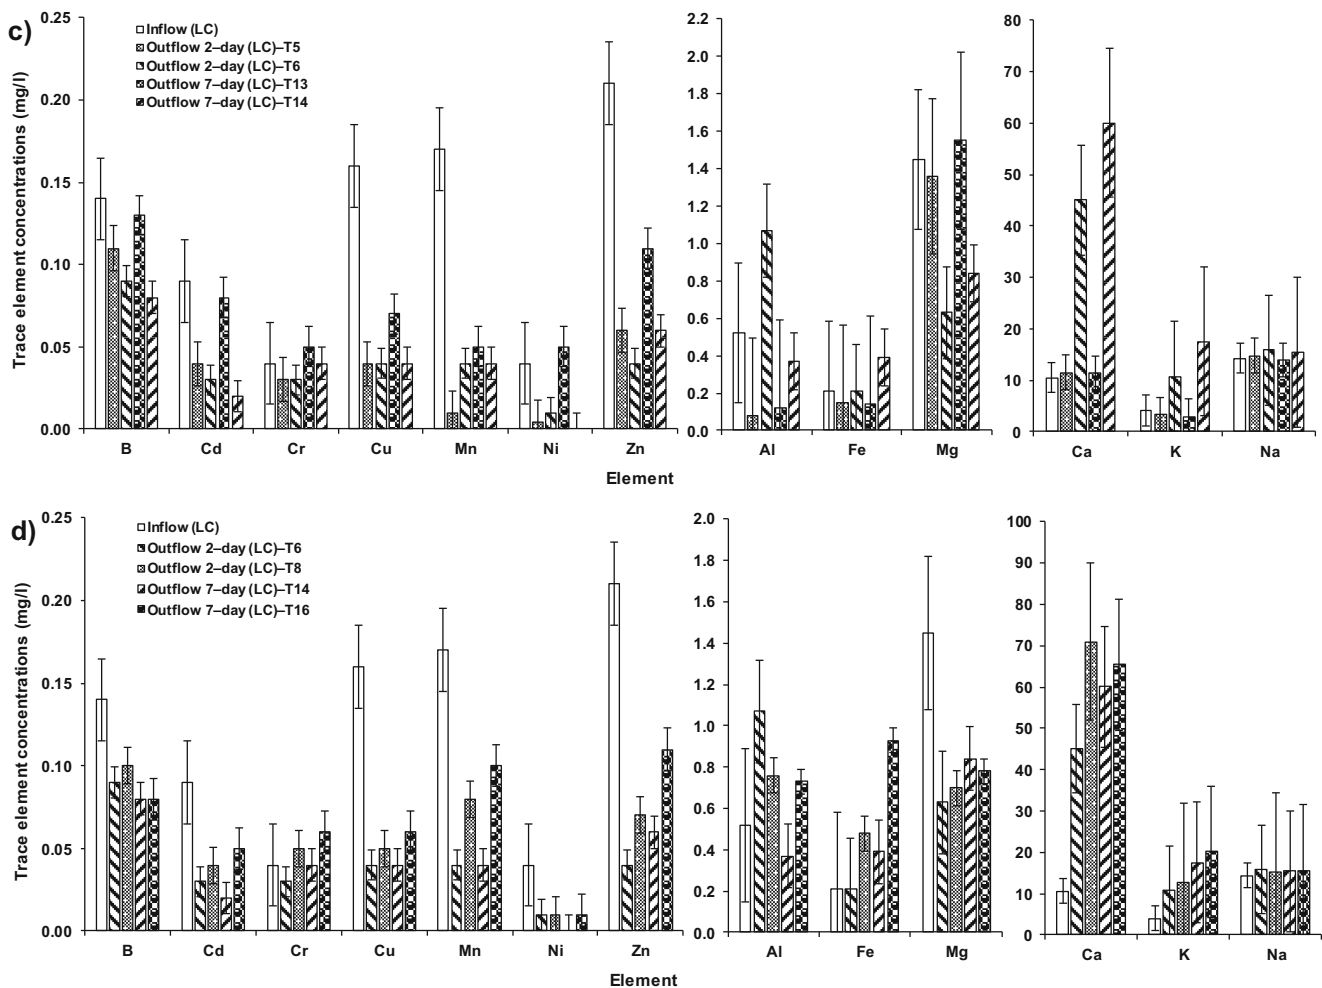 c)
Trace element concentrations (mg/l)
0.25
0.20
0.15
0.10
0.05
0.00
Inflow (LC)
Outflow 2–day (LC)–T5
Outflow 2–day (LC)–T6
Outflow 7–day (LC)–T13
Outflow 7–day (LC)–T14
B Cd Cr Cu Mn Ni Zn
2.2
2.0
1.8
1.6
1.4
1.2
1.0
0.8
0.6
0.4
0.2
0.0
Al Fe Mg
80
70
60
50
40
30
20
10
0
Ca K Na
Element
d)
Trace element concentrations (mg/l)
0.25
0.20
0.15
0.10
0.05
0.00
Inflow (LC)
Outflow 2–day (LC)–T6
Outflow 2–day (LC)–T8
Outflow 7–day (LC)–T14
Outflow 7–day (LC)–T16
B Cd Cr Cu Mn Ni Zn
2.0
1.8
1.6
1.4
1.2
1.0
0.8
0.6
0.4
0.2
0.0
Al Fe Mg
100
90
80
70
60
50
40
30
20
10
0
Ca K Na
Element